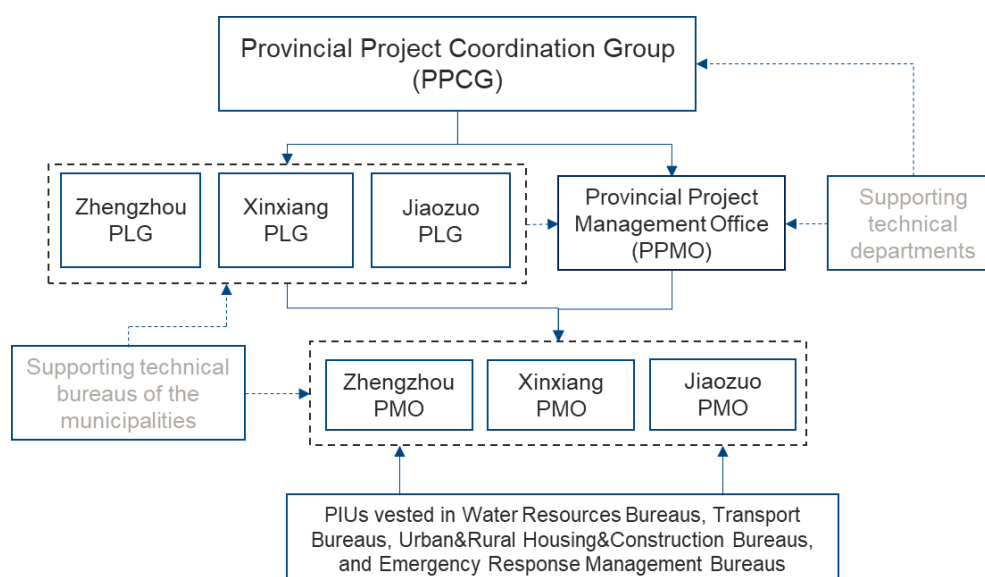 Provincial Project Coordination Group
(PPCG)
Zhengzhou
PLG
Xinxiang
PLG
Jiaozuo
PLG
Provincial Project
Management Office
(PPMO)
Supporting
technical
departments
Supporting technical
bureaus of the
municipalities
Zhengzhou
PMO
Xinxiang
PMO
Jiaozuo
PMO
PIUs vested in Water Resources Bureaus, Transport
Bureaus, Urban&Rural Housing&Construction Bureaus,
and Emergency Response Management Bureaus